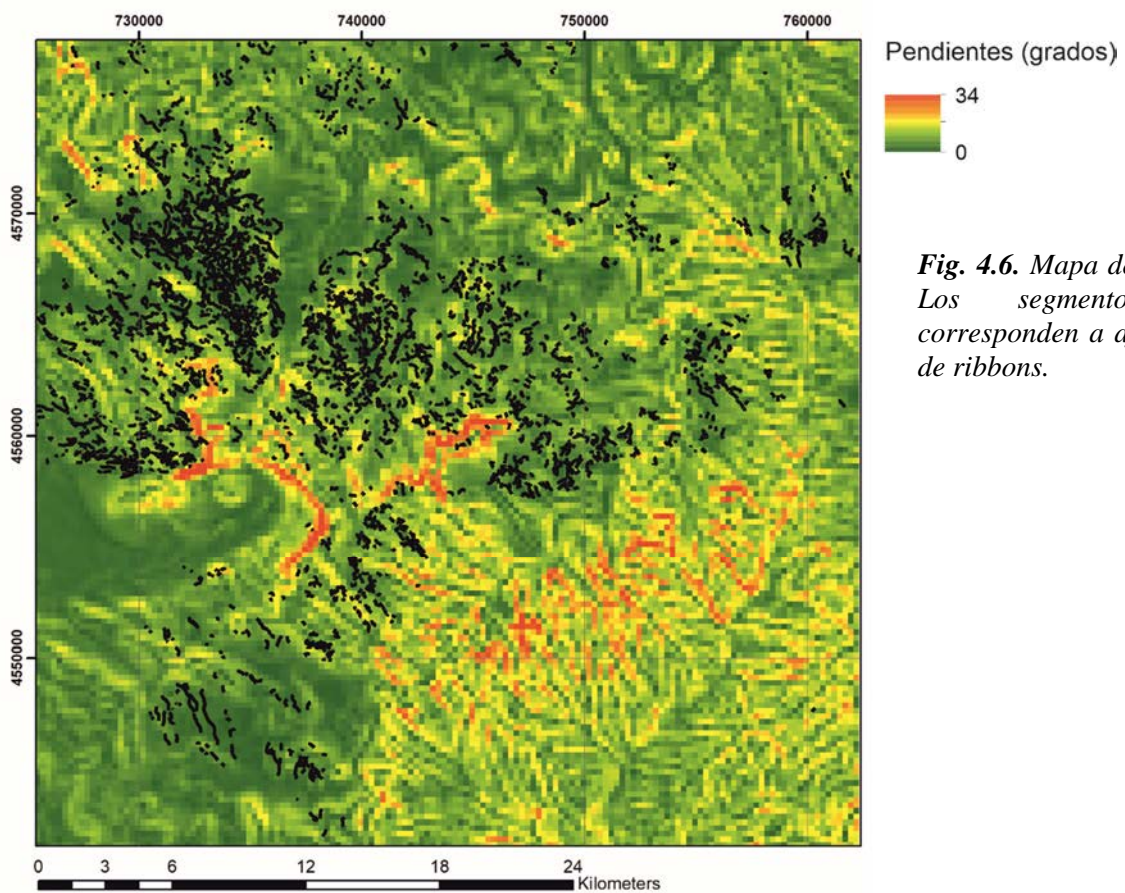 730000 740000 750000 760000
Pendientes (grados)
34
0
4570000
4560000
4550000
Fig. 4.6. Mapa de
Los segmento
corresponden a
de ribbons.
0 3 6 12 18 24
Kilometers